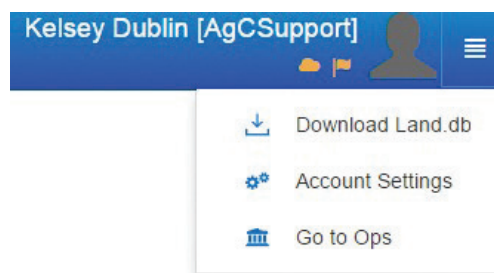 Kelsey Dublin [AgCSupport]
Download Land.db
Account Settings
Go to Ops